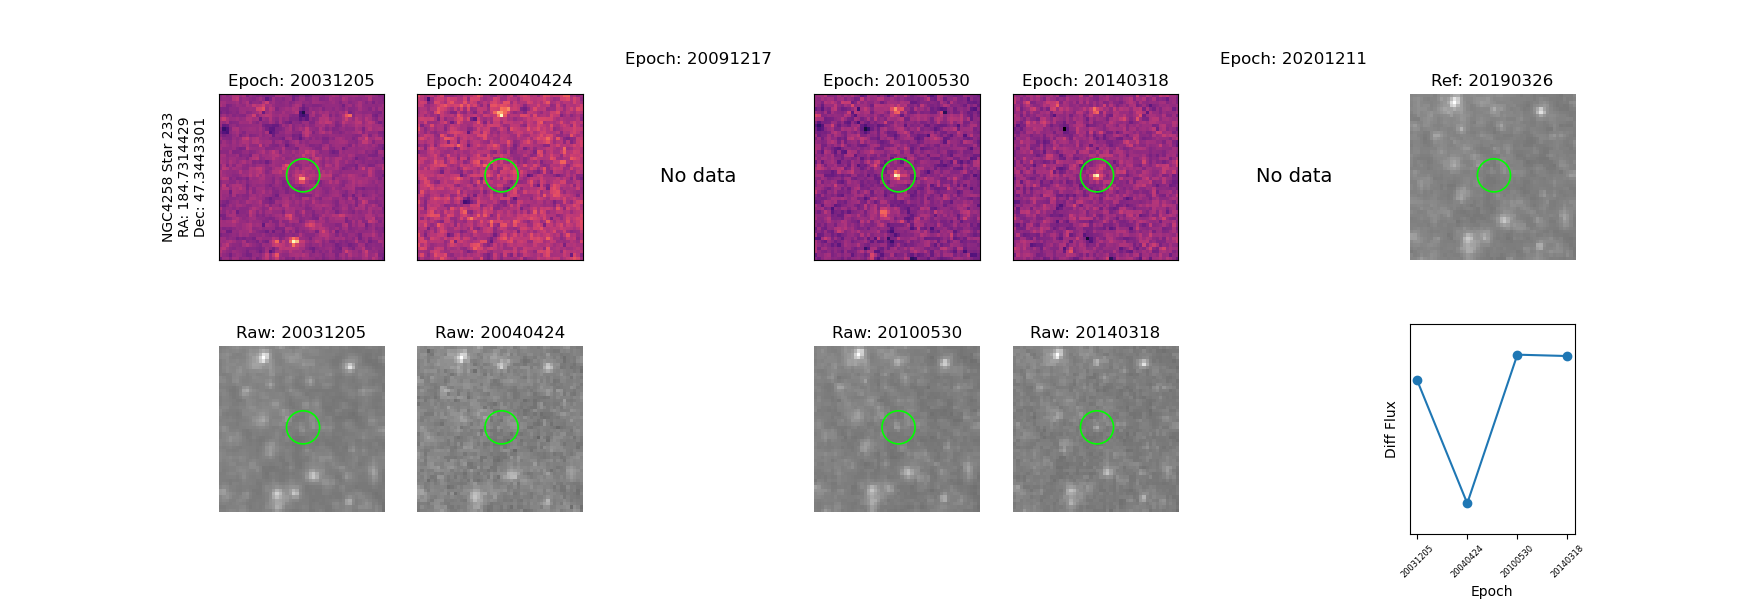 Epoch: 20091217
Epoch: 20201211
Epoch: 20031205
Epoch: 20040424
Epoch: 20100530
Epoch: 20140318
Ref: 20190326
NGC4258 Star 233
RA: 184.7314429
Dec: 47.3443301
No data
No data
Raw: 20031205
Raw: 20040424
Raw: 20100530
Raw: 20140318
Diff Flux
20031205
20040424
20100530
20140318
Epoch